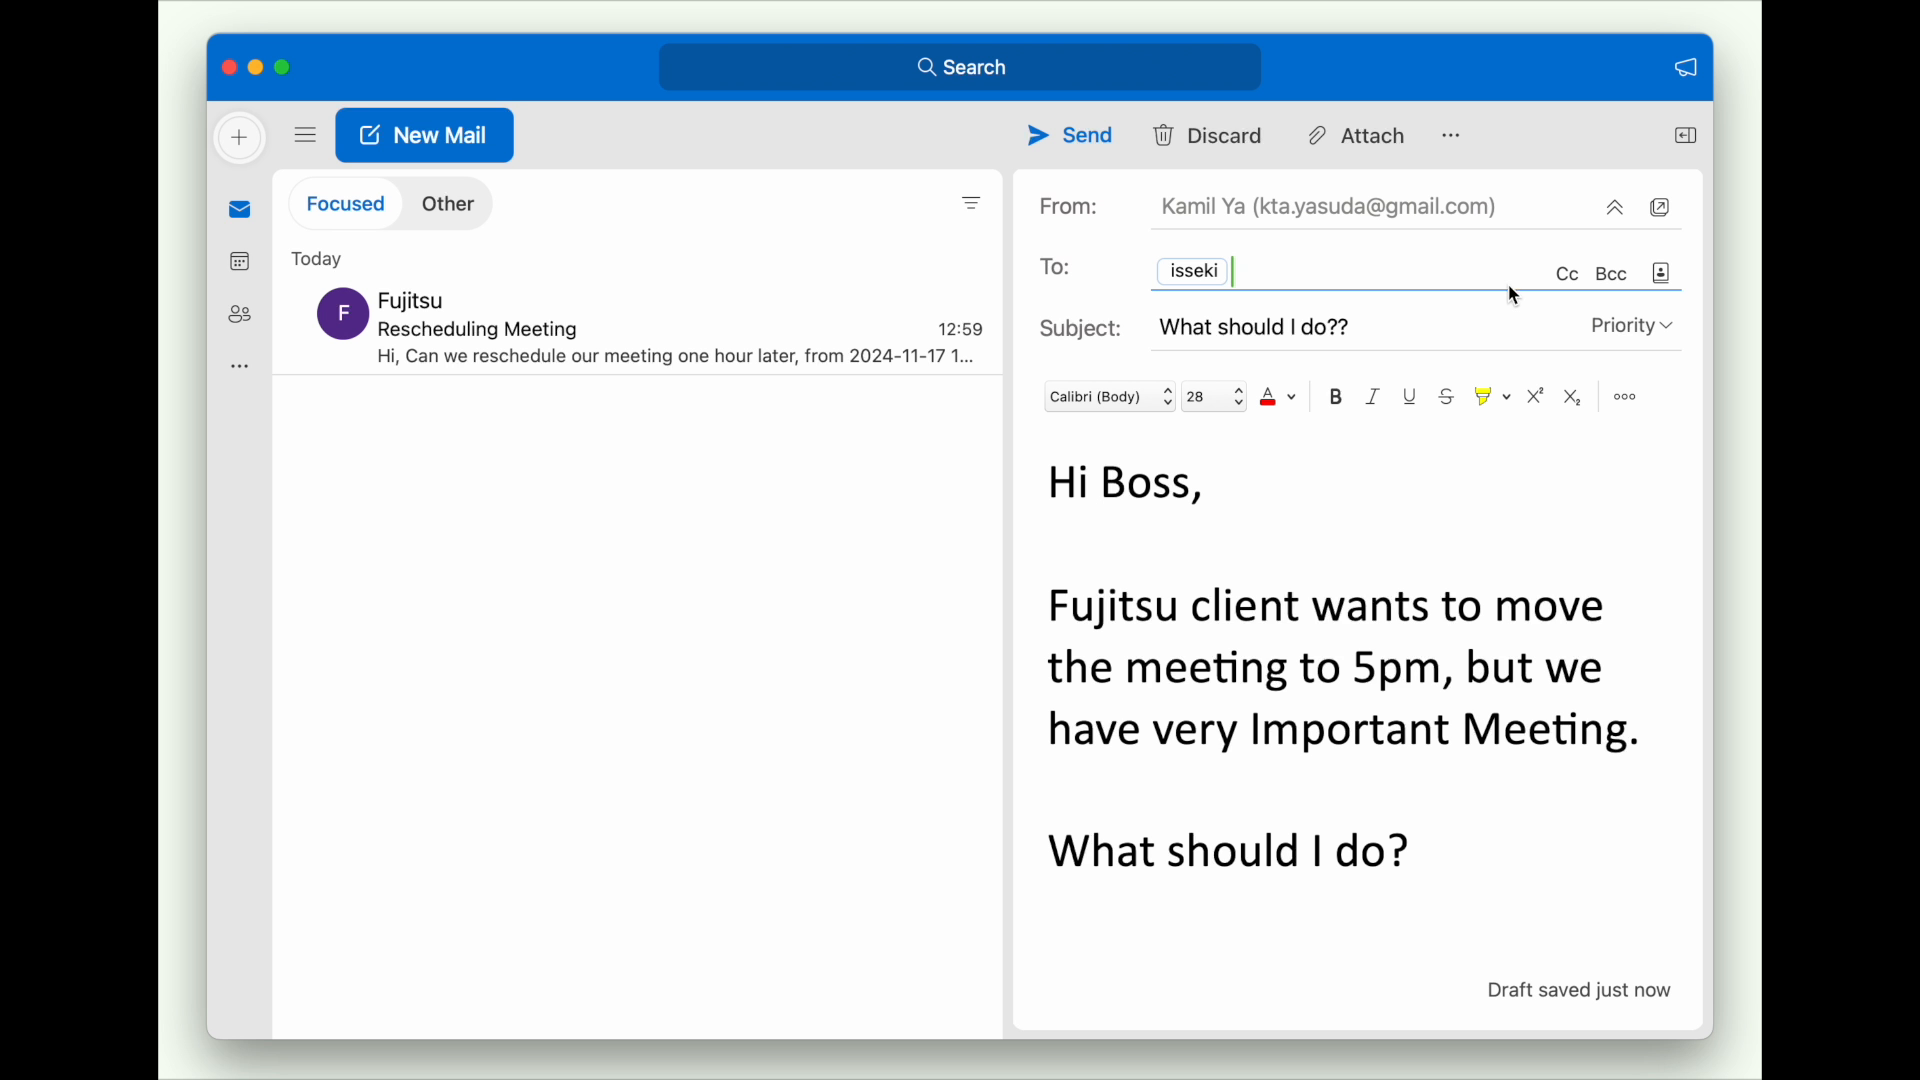 Search
New Mail
Send
Discard
Attach
Focused
Other
Today
F
Fujitsu
Rescheduling Meeting
12:59
Hi, Can we reschedule our meeting one hour later, from 2024-11-17 1...
From:
Kamil Ya (kta.yasuda@gmail.com)
To:
isseki
Cc
Bcc
Subject:
What should I do??
Priority
Calibri (Body)
28
A
B
I
U
S
X²
X₂
Hi Boss,
Fujitsu client wants to move
the meeting to 5pm, but we
have very Important Meeting.
What should I do?
Draft saved just now